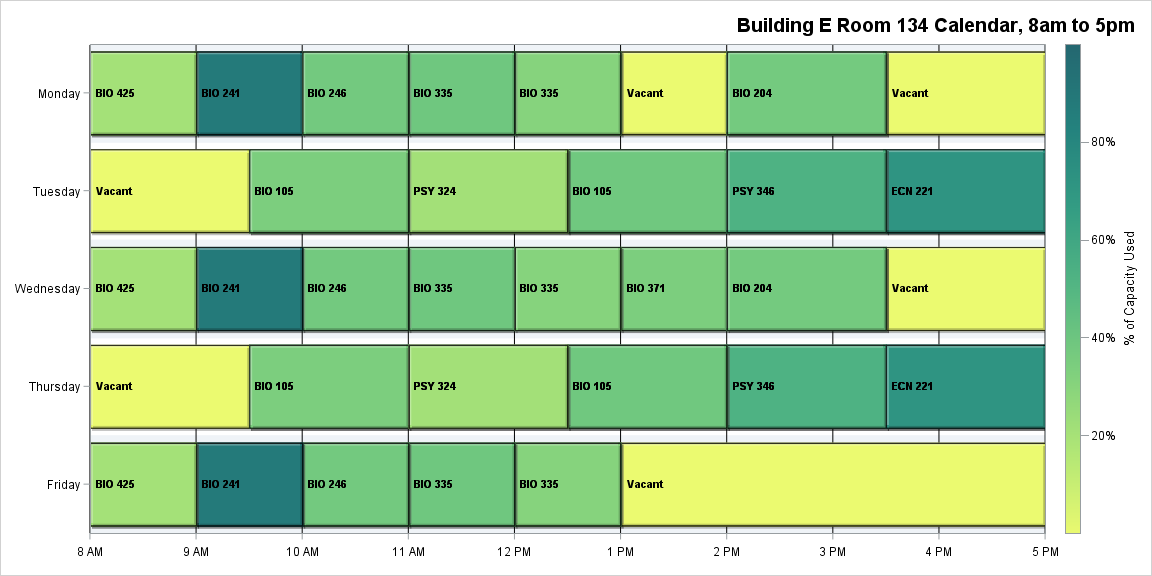 Building E Room 134 Calendar, 8am to 5pm
Monday BIO 425 BIO 241 BIO 246 BIO 335 BIO 335 Vacant BIO 204 Vacant
Tuesday Vacant BIO 105 PSY 324 BIO 105 PSY 346 ECN 221
Wednesday BIO 425 BIO 241 BIO 246 BIO 335 BIO 335 BIO 371 BIO 204 Vacant
Thursday Vacant BIO 105 PSY 324 BIO 105 PSY 346 ECN 221
Friday BIO 425 BIO 241 BIO 246 BIO 335 BIO 335 Vacant
8 AM 9 AM 10 AM 11 AM 12 PM 1 PM 2 PM 3 PM 4 PM 5 PM
80%
60%
40%
20%
% of Capacity Used